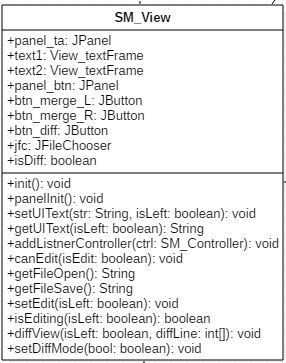 SM_View
+panel_ta: JPanel
+text1: View_textFrame
+text2: View_textFrame
+panel_btn: JPanel
+btn_merge_L: JButton
+btn_merge_R: JButton
+btn_diff: JButton
+jfc: JFileChooser
+isDiff: boolean
+init(): void
+panelInit(): void
+setUIText(str: String, isLeft: boolean): void
+getUIText(isLeft: boolean): String
+addListnerController(ctrl: SM_Controller): void
+canEdit(isEdit: boolean): void
+getFileOpen(): String
+getFileSave(): String
+setEdit(isLeft: boolean): void
+isEditing(isLeft: boolean): boolean
+diffView(isLeft: boolean, diffLine: int[]): void
+setDiffMode(bool: boolean): void